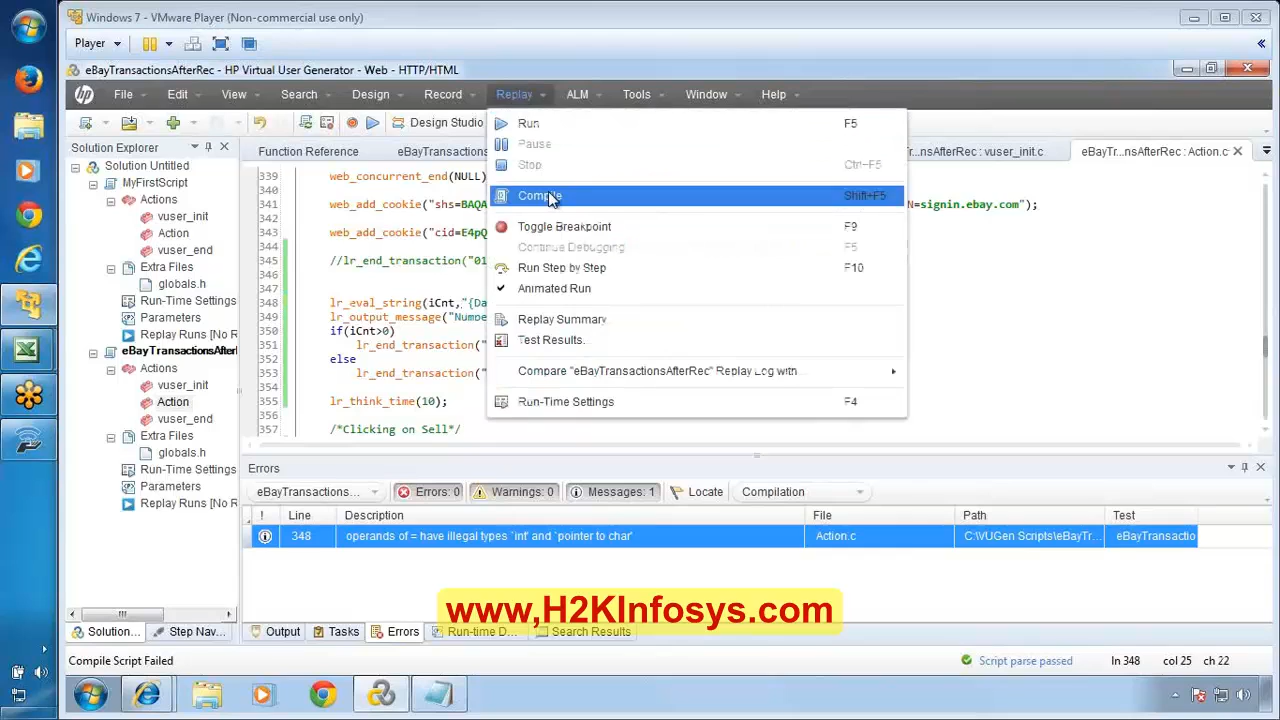 Windows 7 - VMware Player (Non-commercial use only)
Player
eBayTransactionsAfterRec - HP Virtual User Generator - Web - HTTP/HTML
File Edit View Search Design Record Replay ALM Tools Window Help
Design Studio
Solution Explorer
Function Reference
eBayTransactions
nsAfterRec : vuser_init.c
eBayTr...nsAfterRec : Action.c
Solution Untitled
MyFirstScript
Actions
vuser_init
Action
vuser_end
Extra Files
globals.h
Run-Time Settings
Parameters
Replay Runs [No R
eBayTransactionsAfter
Actions
vuser_init
Action
vuser_end
Extra Files
globals.h
Run-Time Settings
Parameters
Replay Runs [No R
339 web_concurrent_end(NULL)
340
341 web_add_cookie("shs=BAQA N=signin.ebay.com");
342
343 web_add_cookie("cid=E4pQ
344
345 //lr_end_transaction("01
346
347
348 lr_eval_string(iCnt,"{Da
349 lr_output_message("Numbe
350 if(iCnt>0)
351 lr_end_transaction("
352 else
353 lr_end_transaction("
354
355 lr_think_time(10);
356
357 /*Clicking on Sell*/
Run F5
Pause
Stop Ctrl+F5
Compile Shift+F5
Toggle Breakpoint F9
Continue Debugging F5
Run Step by Step F10
Animated Run
Replay Summary
Test Results...
Compare "eBayTransactionsAfterRec" Replay Log with
Run-Time Settings F4
Errors
eBayTransactions... Errors: 0 Warnings: 0 Messages: 1 Locate Compilation
! Line Description File Path Test
348 operands of = have illegal types `int' and `pointer to char' Action.c C:\VUGen Scripts\eBayTr... eBayTransactio
www,H2KInfosys.com
Solution... Step Nav... Output Tasks Errors Run-time D... Search Results
Compile Script Failed Script parse passed ln 348 col 25 ch 22